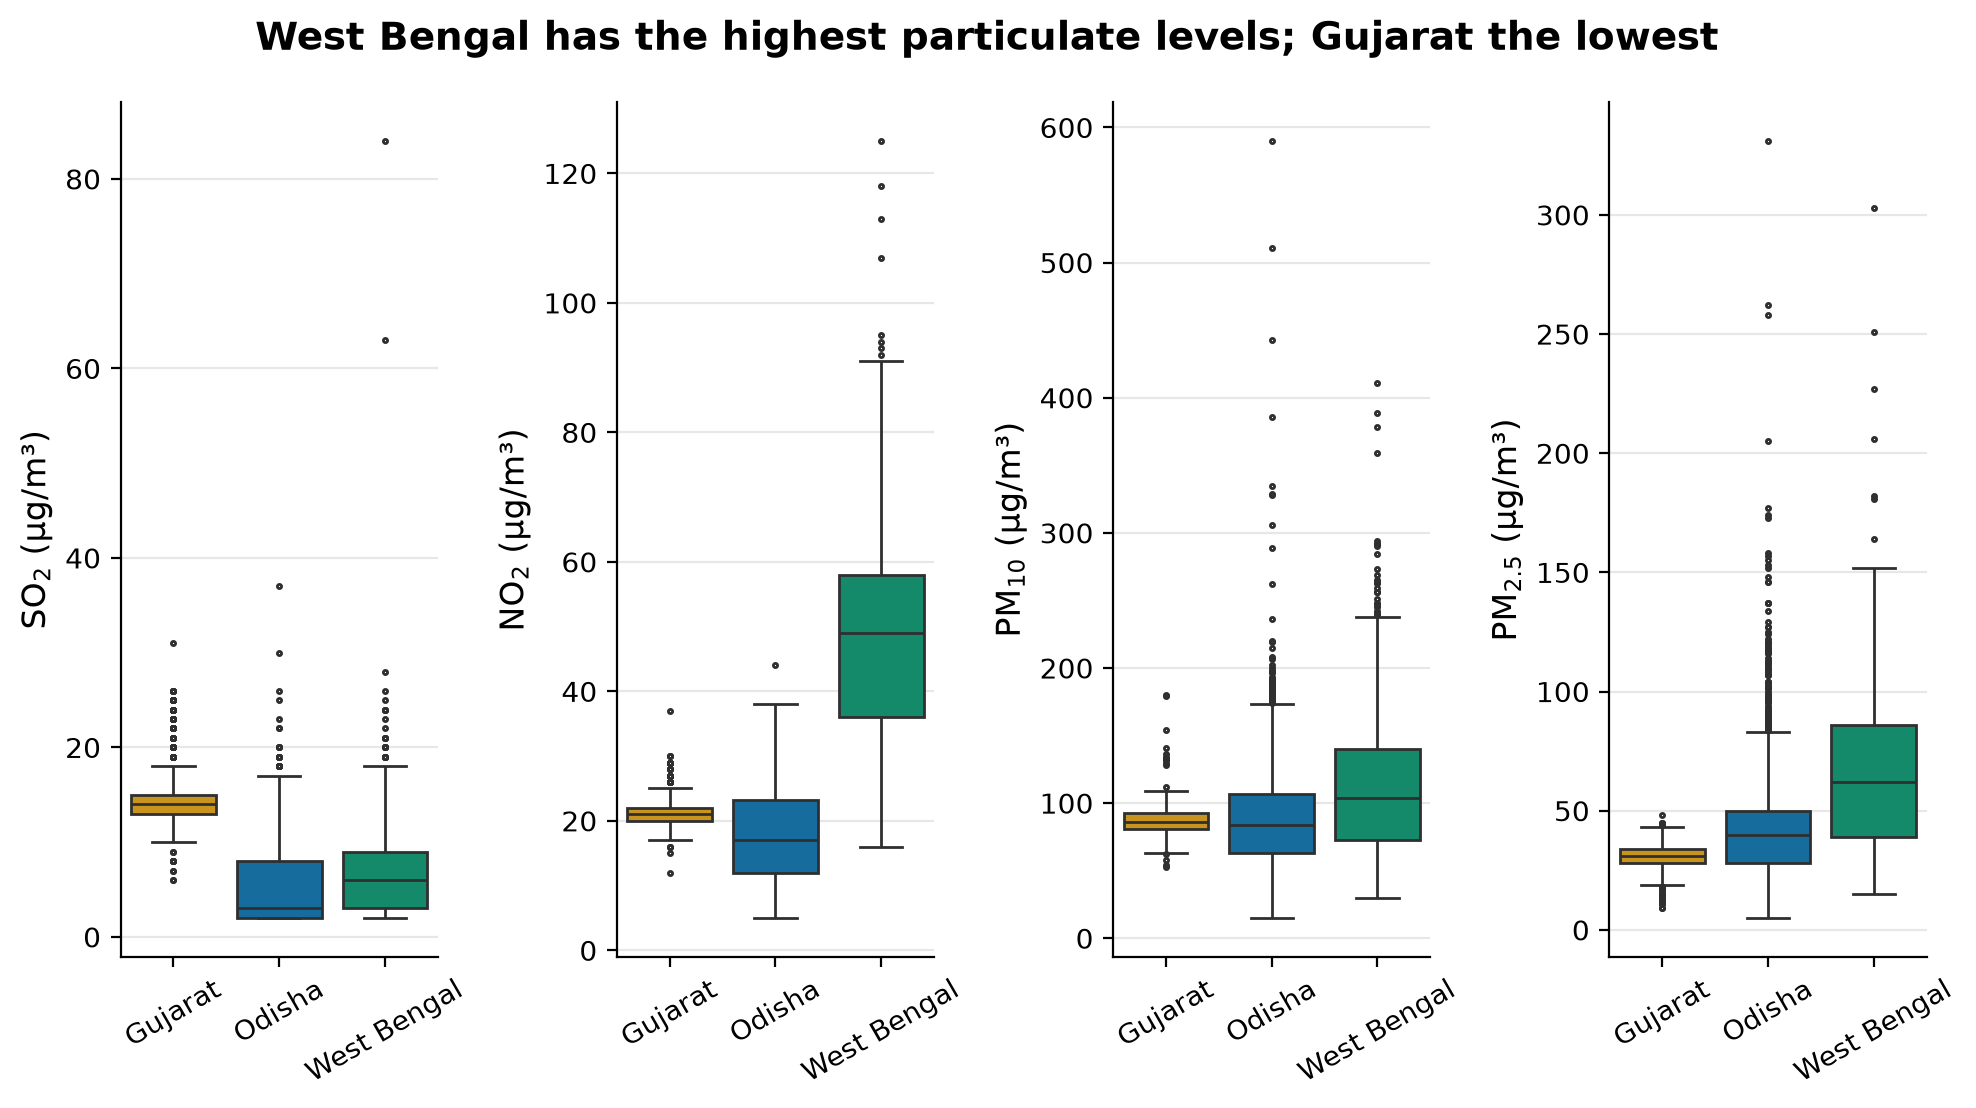 West Bengal has the highest particulate levels; Gujarat the lowest
SO₂ (µg/m³)
80
60
40
20
0
Gujarat
Odisha
West Bengal
NO₂ (µg/m³)
120
100
80
60
40
20
0
Gujarat
Odisha
West Bengal
PM₁₀ (µg/m³)
600
500
400
300
200
100
0
Gujarat
Odisha
West Bengal
PM₂.₅ (µg/m³)
300
250
200
150
100
50
0
Gujarat
Odisha
West Bengal